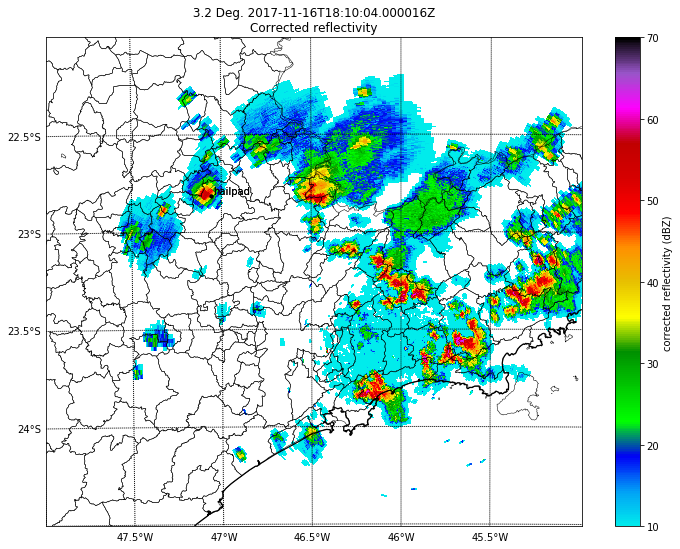 3.2 Deg. 2017-11-16T18:10:04.000016Z
Corrected reflectivity
70
60
50
40
30
20
10
corrected reflectivity (dBZ)
22.5°S
23°S
23.5°S
24°S
hailpad
47.5°W
47°W
46.5°W
46°W
45.5°W